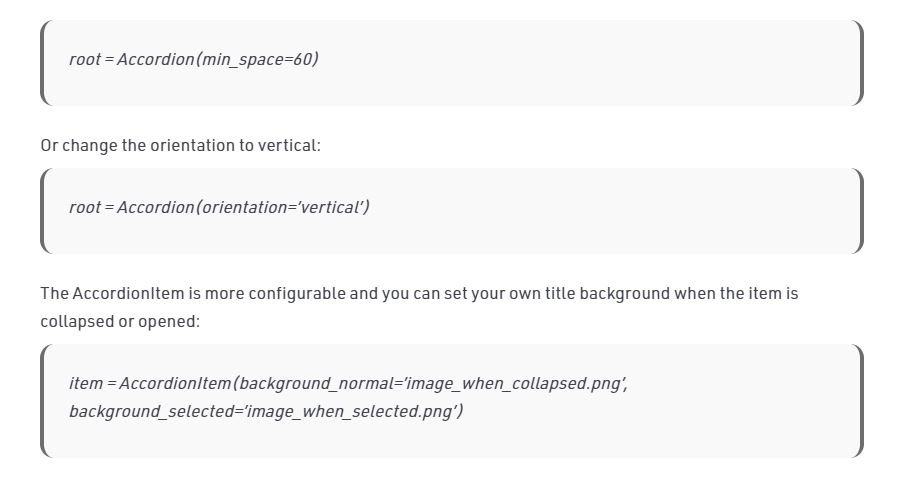 root = Accordion(min_space=60)
Or change the orientation to vertical:
root = Accordion(orientation='vertical')
The AccordionItem is more configurable and you can set your own title background when the item is
collapsed or opened:
item = AccordionItem(background_normal='image_when_collapsed.png',
background_selected='image_when_selected.png')